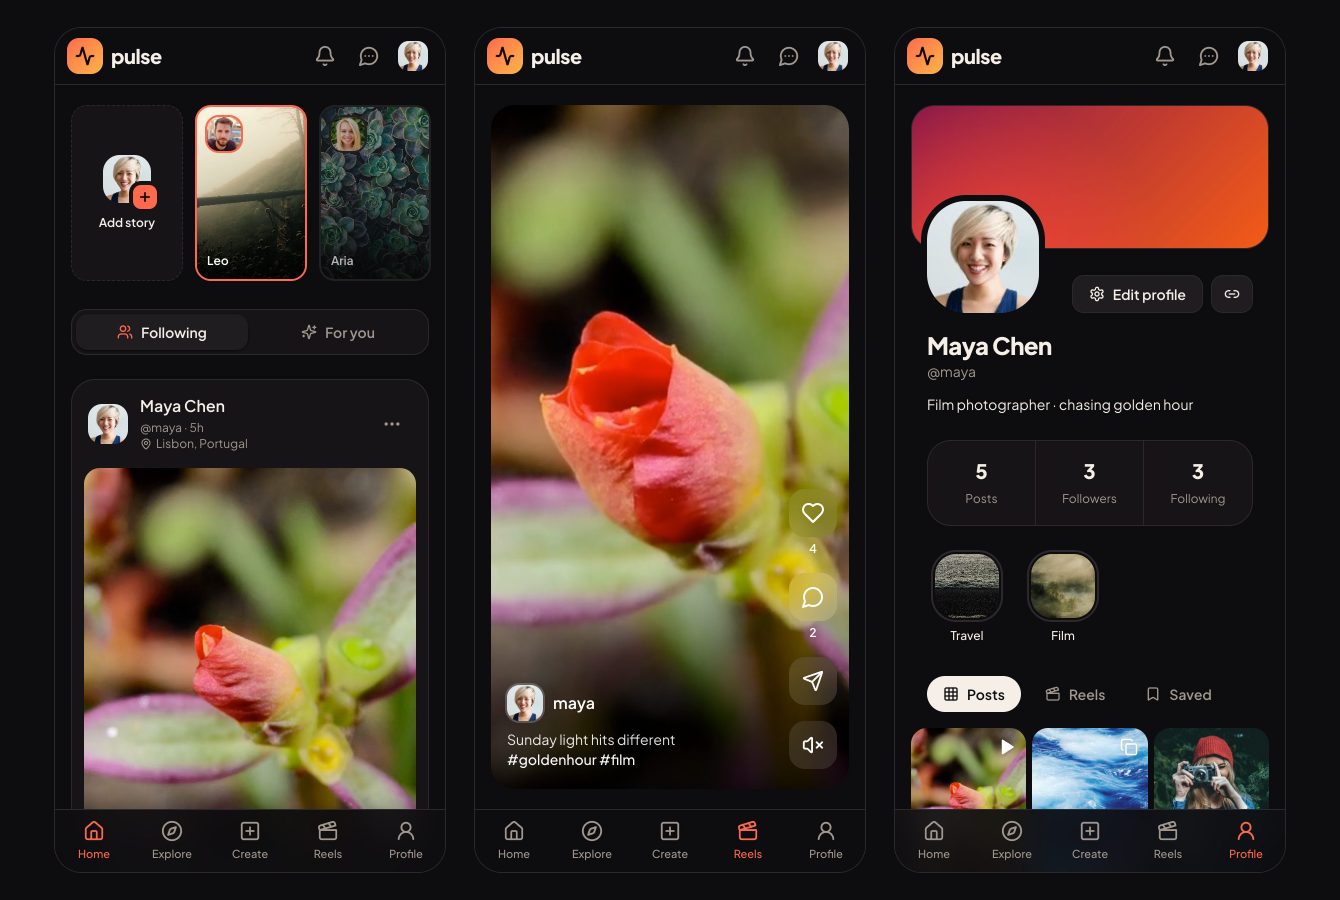 pulse
Add story
Leo
Aria
Following
For you
Maya Chen
@maya · 5h
Lisbon, Portugal
Home
Explore
Create
Reels
Profile
pulse
4
2
maya
Sunday light hits different
#goldenhour #film
Home
Explore
Create
Reels
Profile
pulse
Edit profile
Maya Chen
@maya
Film photographer · chasing golden hour
5
3
3
Posts
Followers
Following
Travel
Film
Posts
Reels
Saved
Home
Explore
Create
Reels
Profile